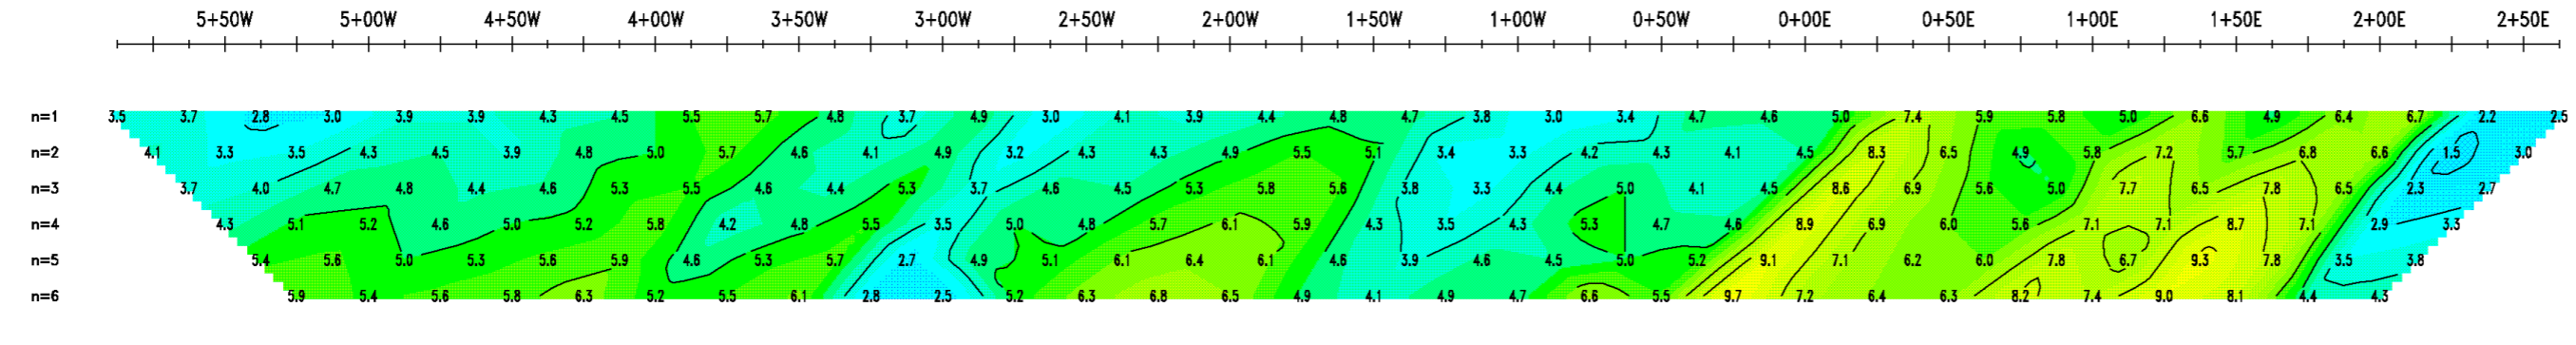 5+50W 5+00W 4+50W 4+00W 3+50W 3+00W 2+50W 2+00W 1+50W 1+00W 0+50W 0+00E 0+50E 1+00E 1+50E 2+00E 2+50E
n=1 3.5 3.7 2.8 3.0 3.9 3.9 4.3 4.5 5.5 5.7 4.8 3.7 4.9 3.0 4.1 3.9 4.4 4.8 4.7 3.8 3.0 3.4 4.7 4.6 5.0 7.4 5.9 5.8 5.0 6.6 4.9 6.4 6.7 2.2 2.5
n=2 4.1 3.3 3.5 4.3 4.5 3.9 4.8 5.0 5.7 4.6 4.1 4.9 3.2 4.3 4.3 4.9 5.5 5.1 3.4 3.3 4.2 4.3 4.1 4.5 8.3 6.5 4.9 5.8 7.2 5.7 6.8 6.6 1.5 3.0
n=3 3.7 4.0 4.7 4.8 4.4 4.6 5.3 5.5 4.6 4.4 5.3 3.7 4.6 4.5 5.3 5.8 5.6 3.8 3.3 4.4 5.0 4.1 4.5 8.6 6.9 5.6 5.0 7.7 6.5 7.8 6.5 2.3 2.7
n=4 4.3 5.1 5.2 4.6 5.0 5.2 5.8 4.2 4.8 5.5 3.5 5.0 4.8 5.7 6.1 5.9 4.3 3.5 4.3 5.3 4.7 4.6 8.9 6.9 6.0 5.6 7.1 7.1 8.7 7.1 2.9 3.3
n=5 5.4 5.6 5.0 5.3 5.6 5.9 4.6 5.3 5.7 2.7 4.9 5.1 6.1 6.4 6.1 4.6 3.9 4.6 4.5 5.0 5.2 9.1 7.1 6.2 6.0 7.8 6.7 9.3 7.8 3.5 3.8
n=6 5.9 5.4 5.6 5.8 6.3 5.2 5.5 6.1 2.8 2.5 5.2 6.3 6.8 6.5 4.9 4.1 4.9 4.7 6.6 5.5 9.7 7.2 6.4 6.3 8.2 7.4 9.0 8.1 4.4 4.3